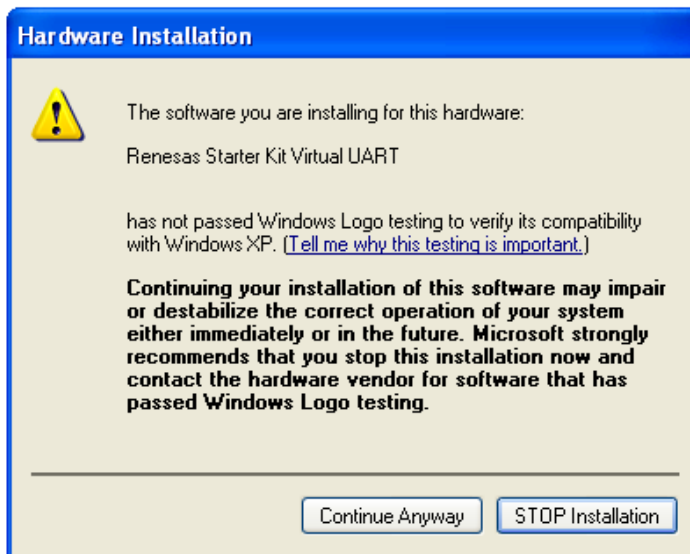 Hardware Installation
The software you are installing for this hardware:
Renesas Starter Kit Virtual UART
has not passed Windows Logo testing to verify its compatibility
with Windows XP. (Tell me why this testing is important.)
Continuing your installation of this software may impair
or destabilize the correct operation of your system
either immediately or in the future. Microsoft strongly
recommends that you stop this installation now and
contact the hardware vendor for software that has
passed Windows Logo testing.
Continue Anyway
STOP Installation